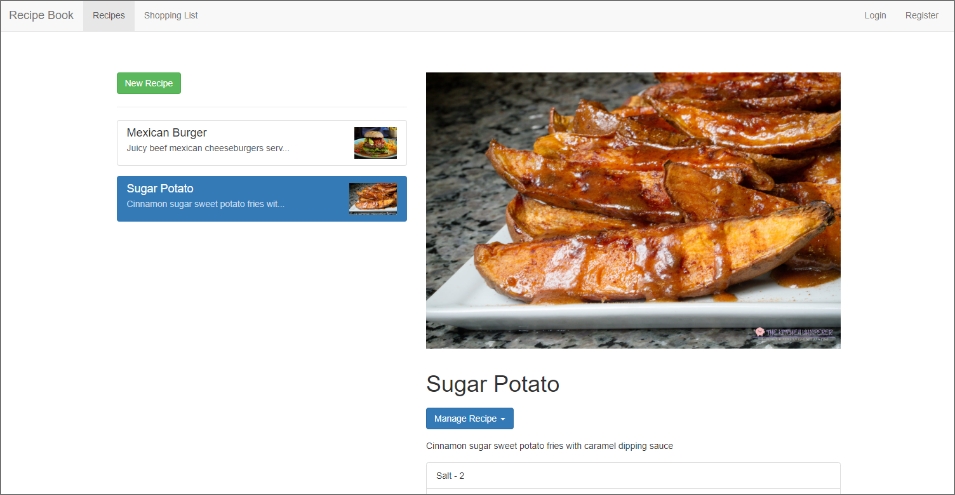 Recipe Book Recipes Shopping List Login Register
New Recipe
Mexican Burger
Juicy beef mexican cheeseburgers serv...
Sugar Potato
Cinnamon sugar sweet potato fries wit...
Sugar Potato
Manage Recipe
Cinnamon sugar sweet potato fries with caramel dipping sauce
Salt - 2